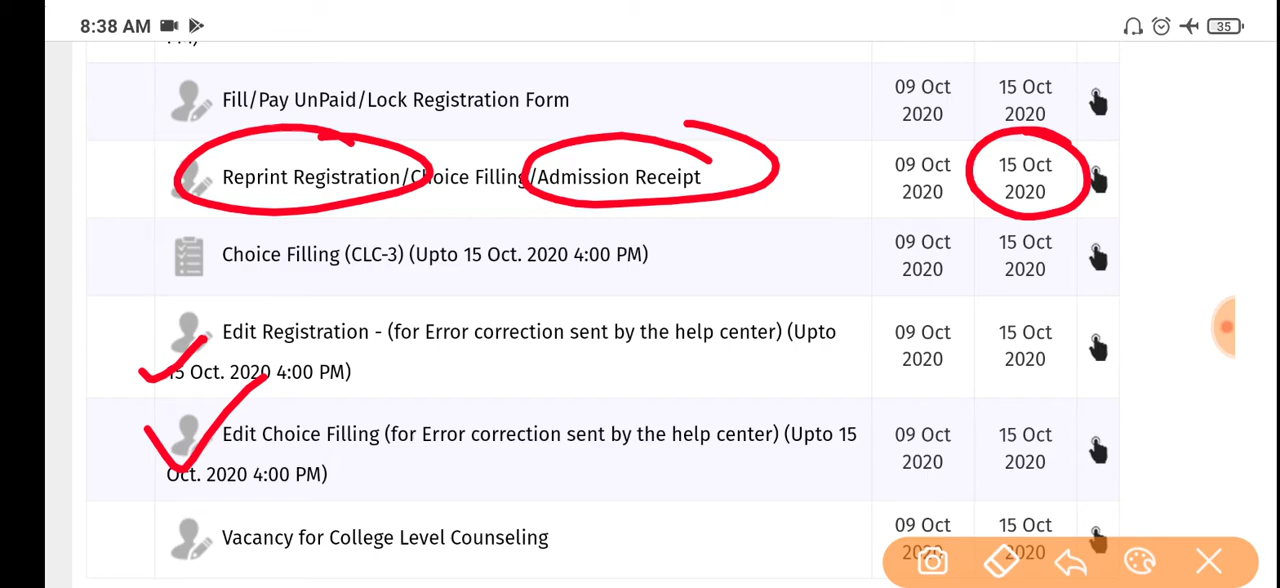 8:38 AM
35
PM)
Fill/Pay UnPaid/Lock Registration Form
09 Oct
2020
15 Oct
2020
Reprint Registration/Choice Filling/Admission Receipt
09 Oct
2020
15 Oct
2020
Choice Filling (CLC-3) (Upto 15 Oct. 2020 4:00 PM)
09 Oct
2020
15 Oct
2020
Edit Registration - (for Error correction sent by the help center) (Upto
15 Oct. 2020 4:00 PM)
09 Oct
2020
15 Oct
2020
Edit Choice Filling (for Error correction sent by the help center) (Upto 15
Oct. 2020 4:00 PM)
09 Oct
2020
15 Oct
2020
Vacancy for College Level Counseling
09 Oct
2020
15 Oct
2020